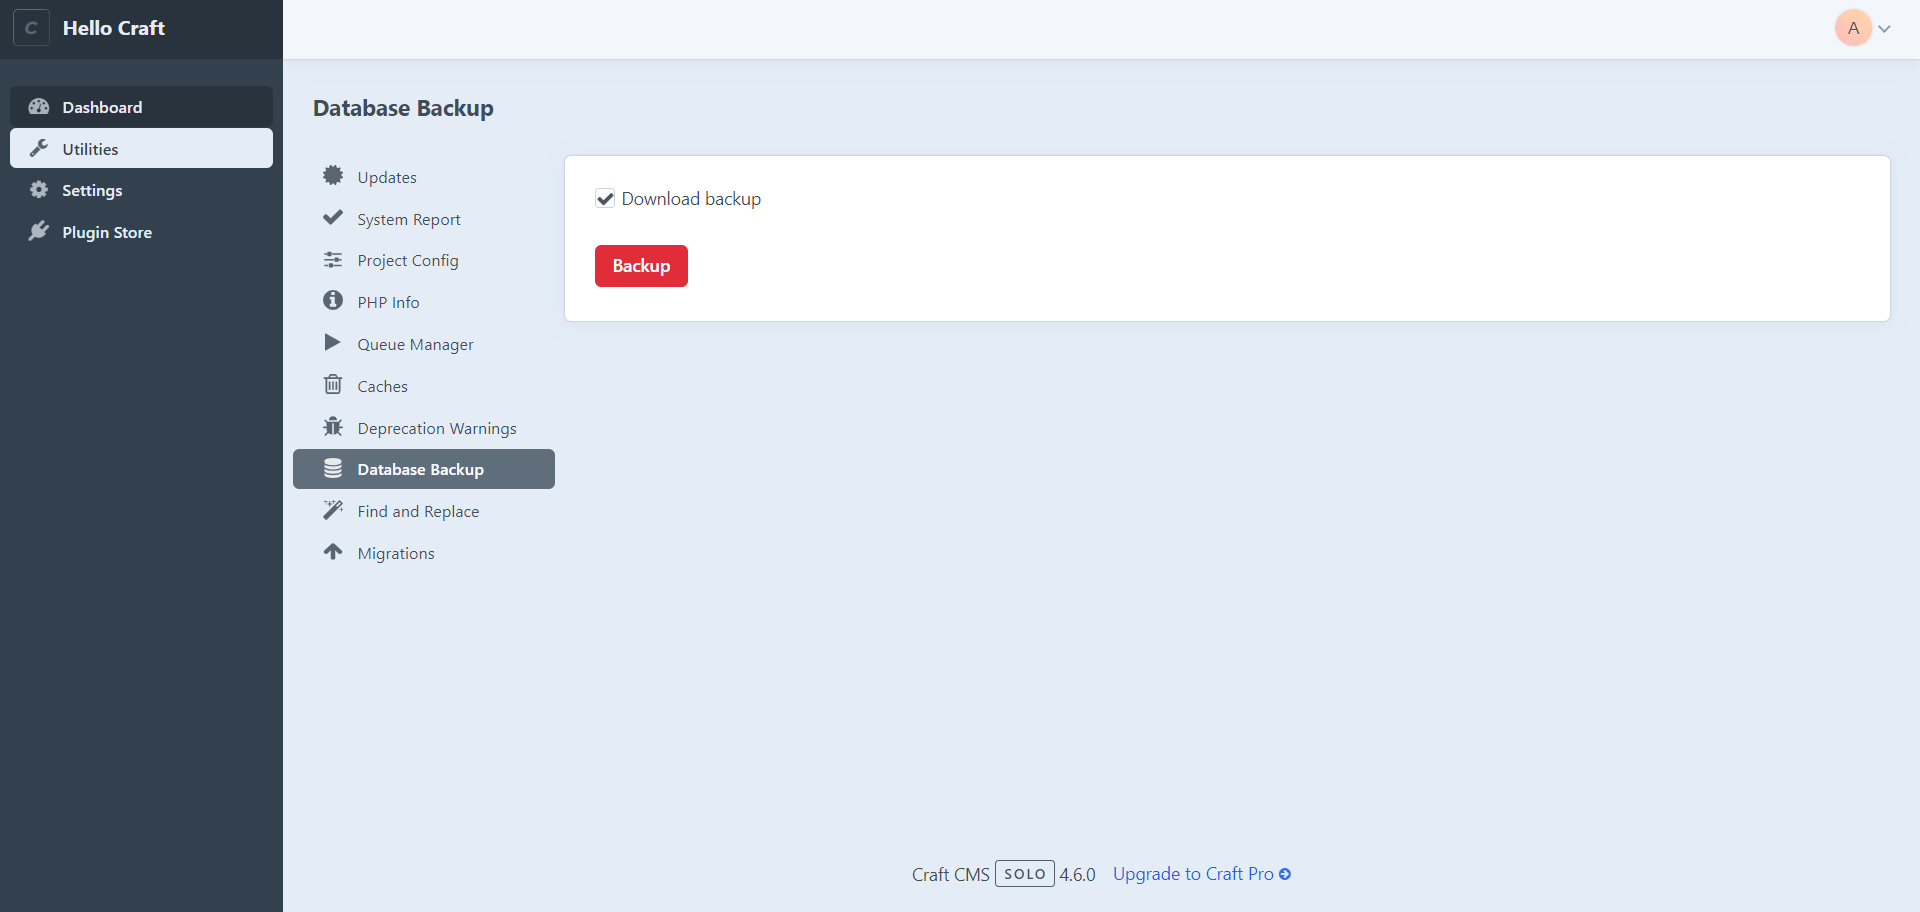 C
Hello Craft
A
Dashboard
Utilities
Settings
Plugin Store
Database Backup
Updates
System Report
Project Config
PHP Info
Queue Manager
Caches
Deprecation Warnings
Database Backup
Find and Replace
Migrations
Download backup
Backup
Craft CMS SOLO 4.6.0 Upgrade to Craft Pro